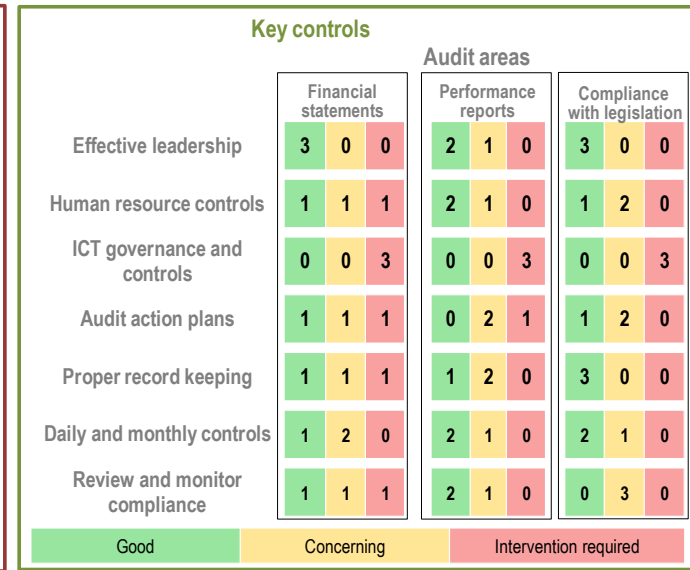 Key controls
Audit areas
Financial statements
Performance reports
Compliance with legislation
Effective leadership 3 0 0 2 1 0 3 0 0
Human resource controls 1 1 1 2 1 0 1 2 0
ICT governance and controls 0 0 3 0 0 3 0 0 3
Audit action plans 1 1 1 0 2 1 1 2 0
Proper record keeping 1 1 1 1 2 0 3 0 0
Daily and monthly controls 1 2 0 2 1 0 2 1 0
Review and monitor compliance 1 1 1 2 1 0 0 3 0
Good Concerning Intervention required